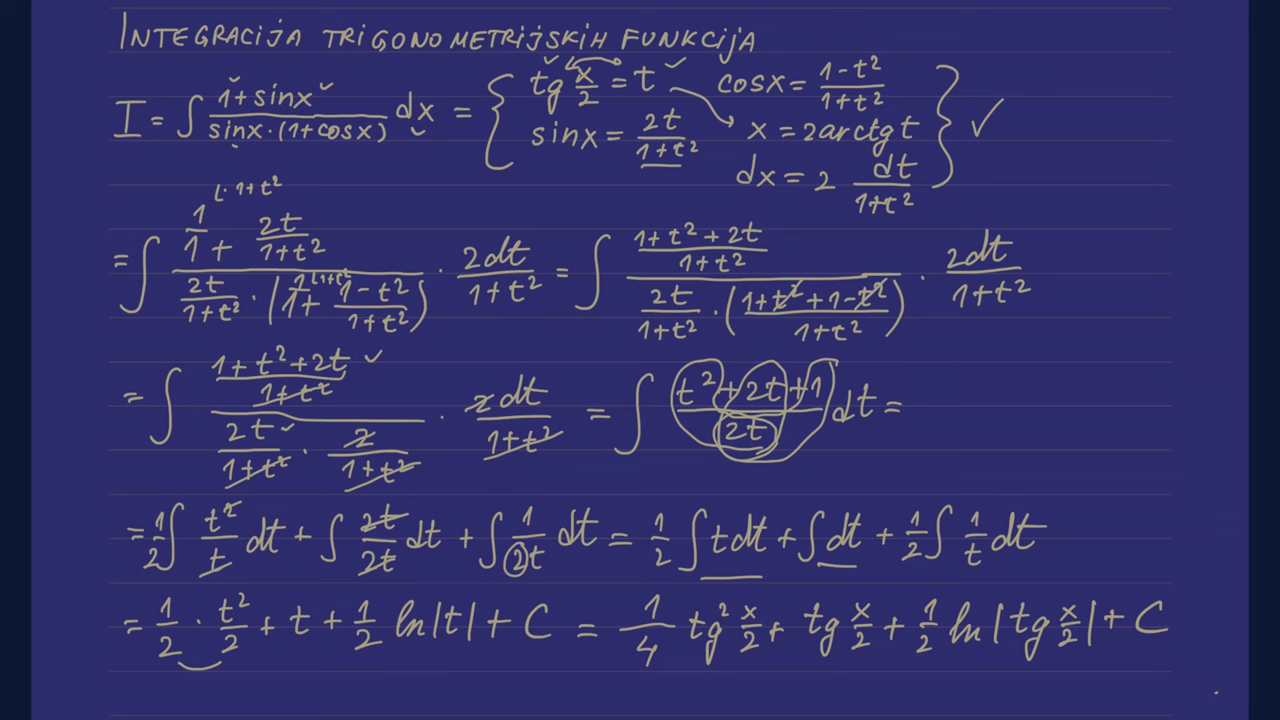 INTEGRACIJA TRIGONOMETRIJSKIH FUNKCIJA
I = ∫ (1+sinx)/(sinx·(1+cosx)) dx = { tg x/2 = t   cosx = (1-t²)/(1+t²)
sinx = 2t/(1+t²)   x = 2arctg t
dx = 2 dt/(1+t²) } ✓
= ∫ (1/1 + 2t/(1+t²))/(2t/(1+t²) · (1/1 + (1-t²)/(1+t²))) · 2dt/(1+t²) = ∫ ((1+t²+2t)/(1+t²))/(2t/(1+t²) · ((1+t²+1-t²)/(1+t²))) · 2dt/(1+t²)
= ∫ ((1+t²+2t)/(1+t²))/(2t/(1+t²) · 2/(1+t²)) · 2dt/(1+t²) = ∫ (t²+2t+1)/(2t) dt =
= 1/2 ∫ t²/t dt + ∫ 2t/2t dt + ∫ 1/2t dt = 1/2 ∫ t dt + ∫ dt + 1/2 ∫ 1/t dt
= 1/2 · t²/2 + t + 1/2 ln|t| + C = 1/4 tg² x/2 + tg x/2 + 1/2 ln|tg x/2| + C